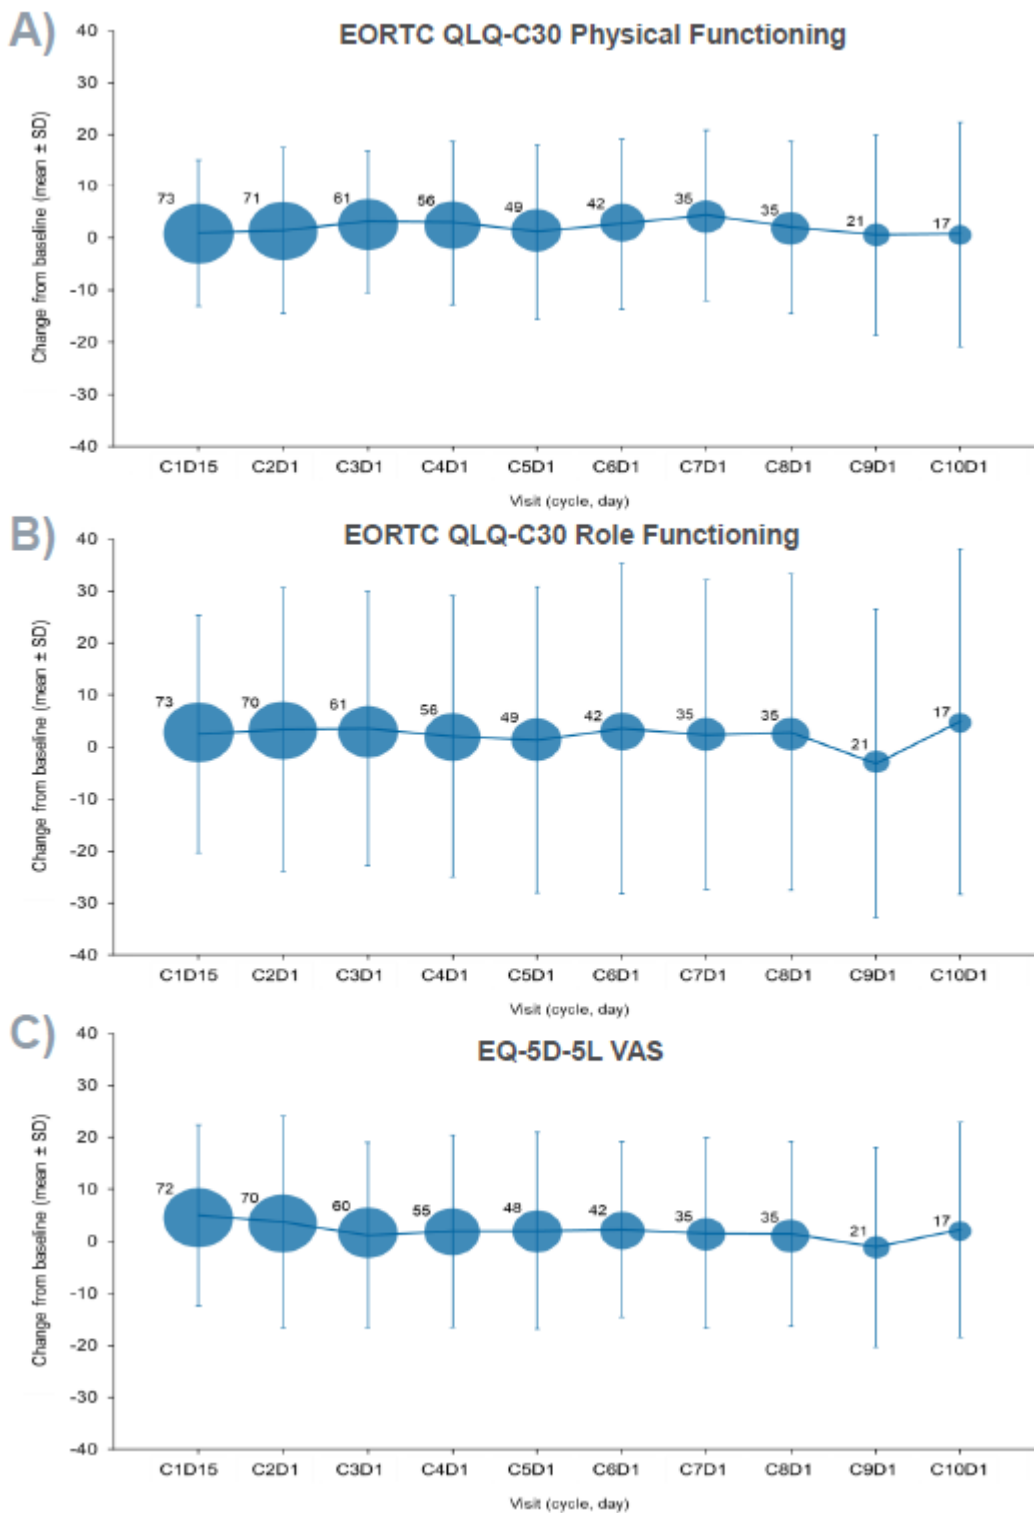 A)
EORTC QLQ-C30 Physical Functioning
Change from baseline (mean ± SD)
40
30
20
10
0
-10
-20
-30
-40
73 71 61 56 49 42 35 35 21 17
C1D15 C2D1 C3D1 C4D1 C5D1 C6D1 C7D1 C8D1 C9D1 C10D1
Visit (cycle, day)
B)
EORTC QLQ-C30 Role Functioning
Change from baseline (mean ± SD)
40
30
20
10
0
-10
-20
-30
-40
73 70 61 56 49 42 35 35 21 17
C1D15 C2D1 C3D1 C4D1 C5D1 C6D1 C7D1 C8D1 C9D1 C10D1
Visit (cycle, day)
C)
EQ-5D-5L VAS
Change from baseline (mean ± SD)
40
30
20
10
0
-10
-20
-30
-40
72 70 60 55 48 42 35 35 21 17
C1D15 C2D1 C3D1 C4D1 C5D1 C6D1 C7D1 C8D1 C9D1 C10D1
Visit (cycle, day)